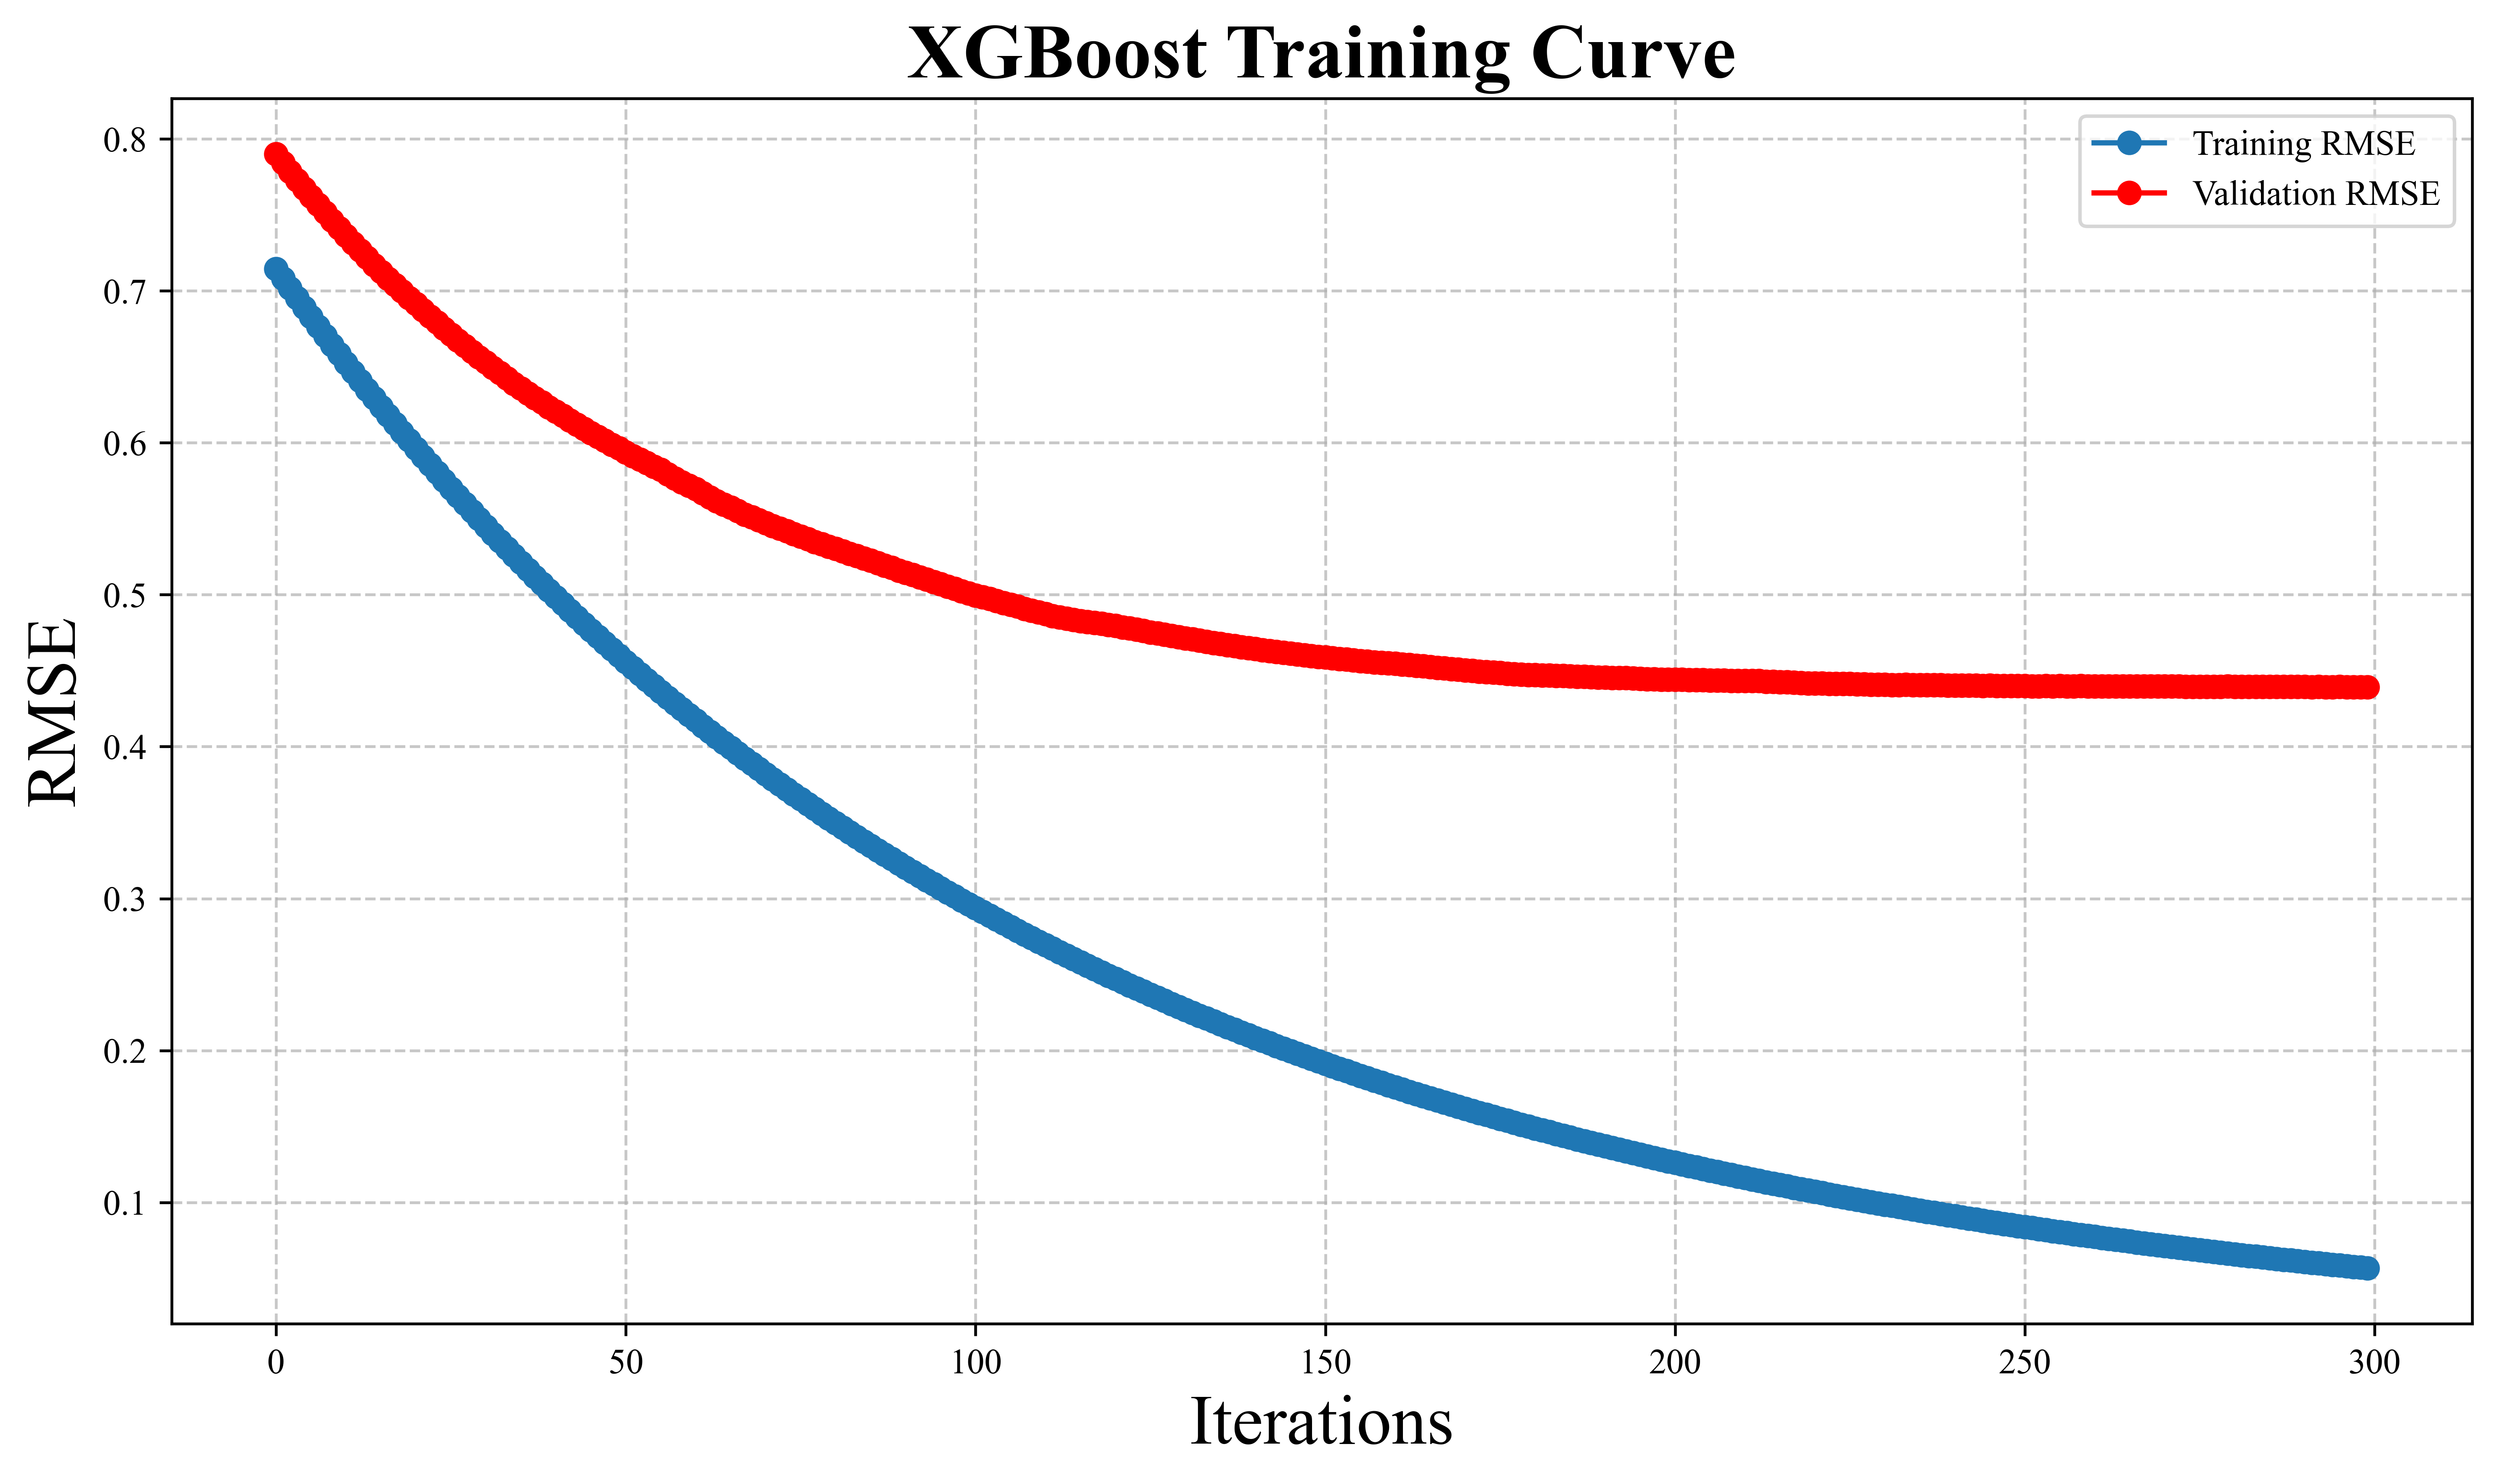 XGBoost Training Curve
Training RMSE
Validation RMSE
RMSE
0.8
0.7
0.6
0.5
0.4
0.3
0.2
0.1
0 50 100 150 200 250 300
Iterations